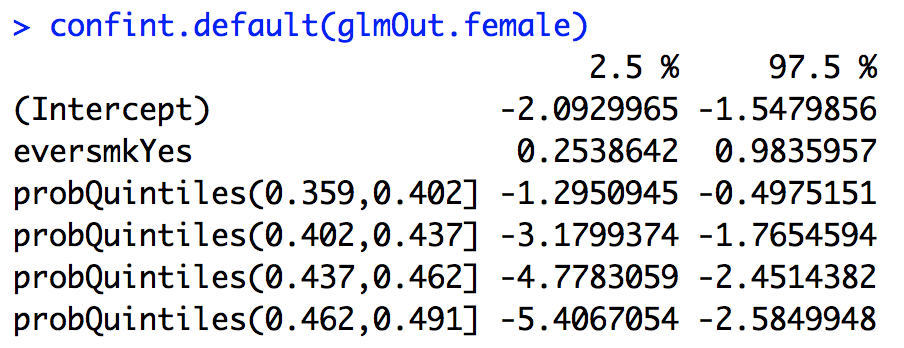 > confint.default(glmOut.female)
2.5 % 97.5 %
(Intercept) -2.0929965 -1.5479856
eversmkYes 0.2538642 0.9835957
probQuintiles(0.359,0.402] -1.2950945 -0.4975151
probQuintiles(0.402,0.437] -3.1799374 -1.7654594
probQuintiles(0.437,0.462] -4.7783059 -2.4514382
probQuintiles(0.462,0.491] -5.4067054 -2.5849948